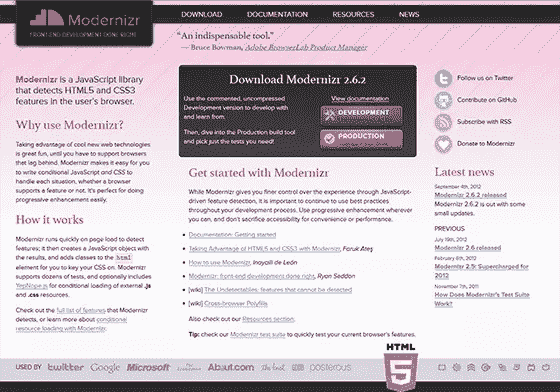 Modernizr
FRONT-END DEVELOPMENT DONE RIGHT
DOWNLOAD
DOCUMENTATION
RESOURCES
NEWS
“An indispensable tool.”
— Bruce Bowman, Adobe BrowserLab Product Manager
Modernizr is a JavaScript library
that detects HTML5 and CSS3
features in the user’s browser.
Why use Modernizr?
Taking advantage of cool new web technologies
is great fun, until you have to support browsers
that lag behind. Modernizr makes it easy for you
to write conditional JavaScript and CSS to
handle each situation, whether a browser
supports a feature or not. It’s perfect for doing
progressive enhancement easily.
How it works
Modernizr runs quickly on page load to detect
features; it then creates a JavaScript object with
the results, and adds classes to the html
element for you to key your CSS on. Modernizr
supports dozens of tests, and optionally includes
YepNope.js for conditional loading of external .js
and .css resources.
Check out the full list of features that Modernizr
detects, or learn more about conditional
resource loading with Modernizr.
Download Modernizr 2.6.2
Use the commented, uncompressed
Development version to develop with
and learn from.
Then, dive into the Production build tool
and pick just the tests you need!
View documentation
DEVELOPMENT
PRODUCTION
Get started with Modernizr
While Modernizr gives you finer control over the experience through JavaScript-
driven feature detection, it is important to continue to use best practices
throughout your development process. Use progressive enhancement wherever
you can, and don’t sacrifice accessibility for convenience or performance.
Documentation: Getting started
Taking Advantage of HTML5 and CSS3 with Modernizr, Faruk Ateş
How to use Modernizr, Inayaili de León
Modernizr: front-end development done right, Ryan Seddon
[wiki] The Undetectables: features that cannot be detected
[wiki] Cross-browser Polyfills
Also check out our Resources section.
Tip: check our Modernizr test suite to quickly test your current browser’s features.
Follow us on Twitter
Contribute on GitHub
Subscribe with RSS
Donate to Modernizr
Latest news
September 4th, 2012
Modernizr 2.6.2 released
Modernizr 2.6.2 is out with some
small updates.
PREVIOUS
Modernizr 2.6 released
Modernizr 2.5: Supercharged for
2012
November 7th, 2011
How Does Modernizr’s Test Suite
Work?
USED BY
twitter
Google
Microsoft
About.com
posterous
HTML
5